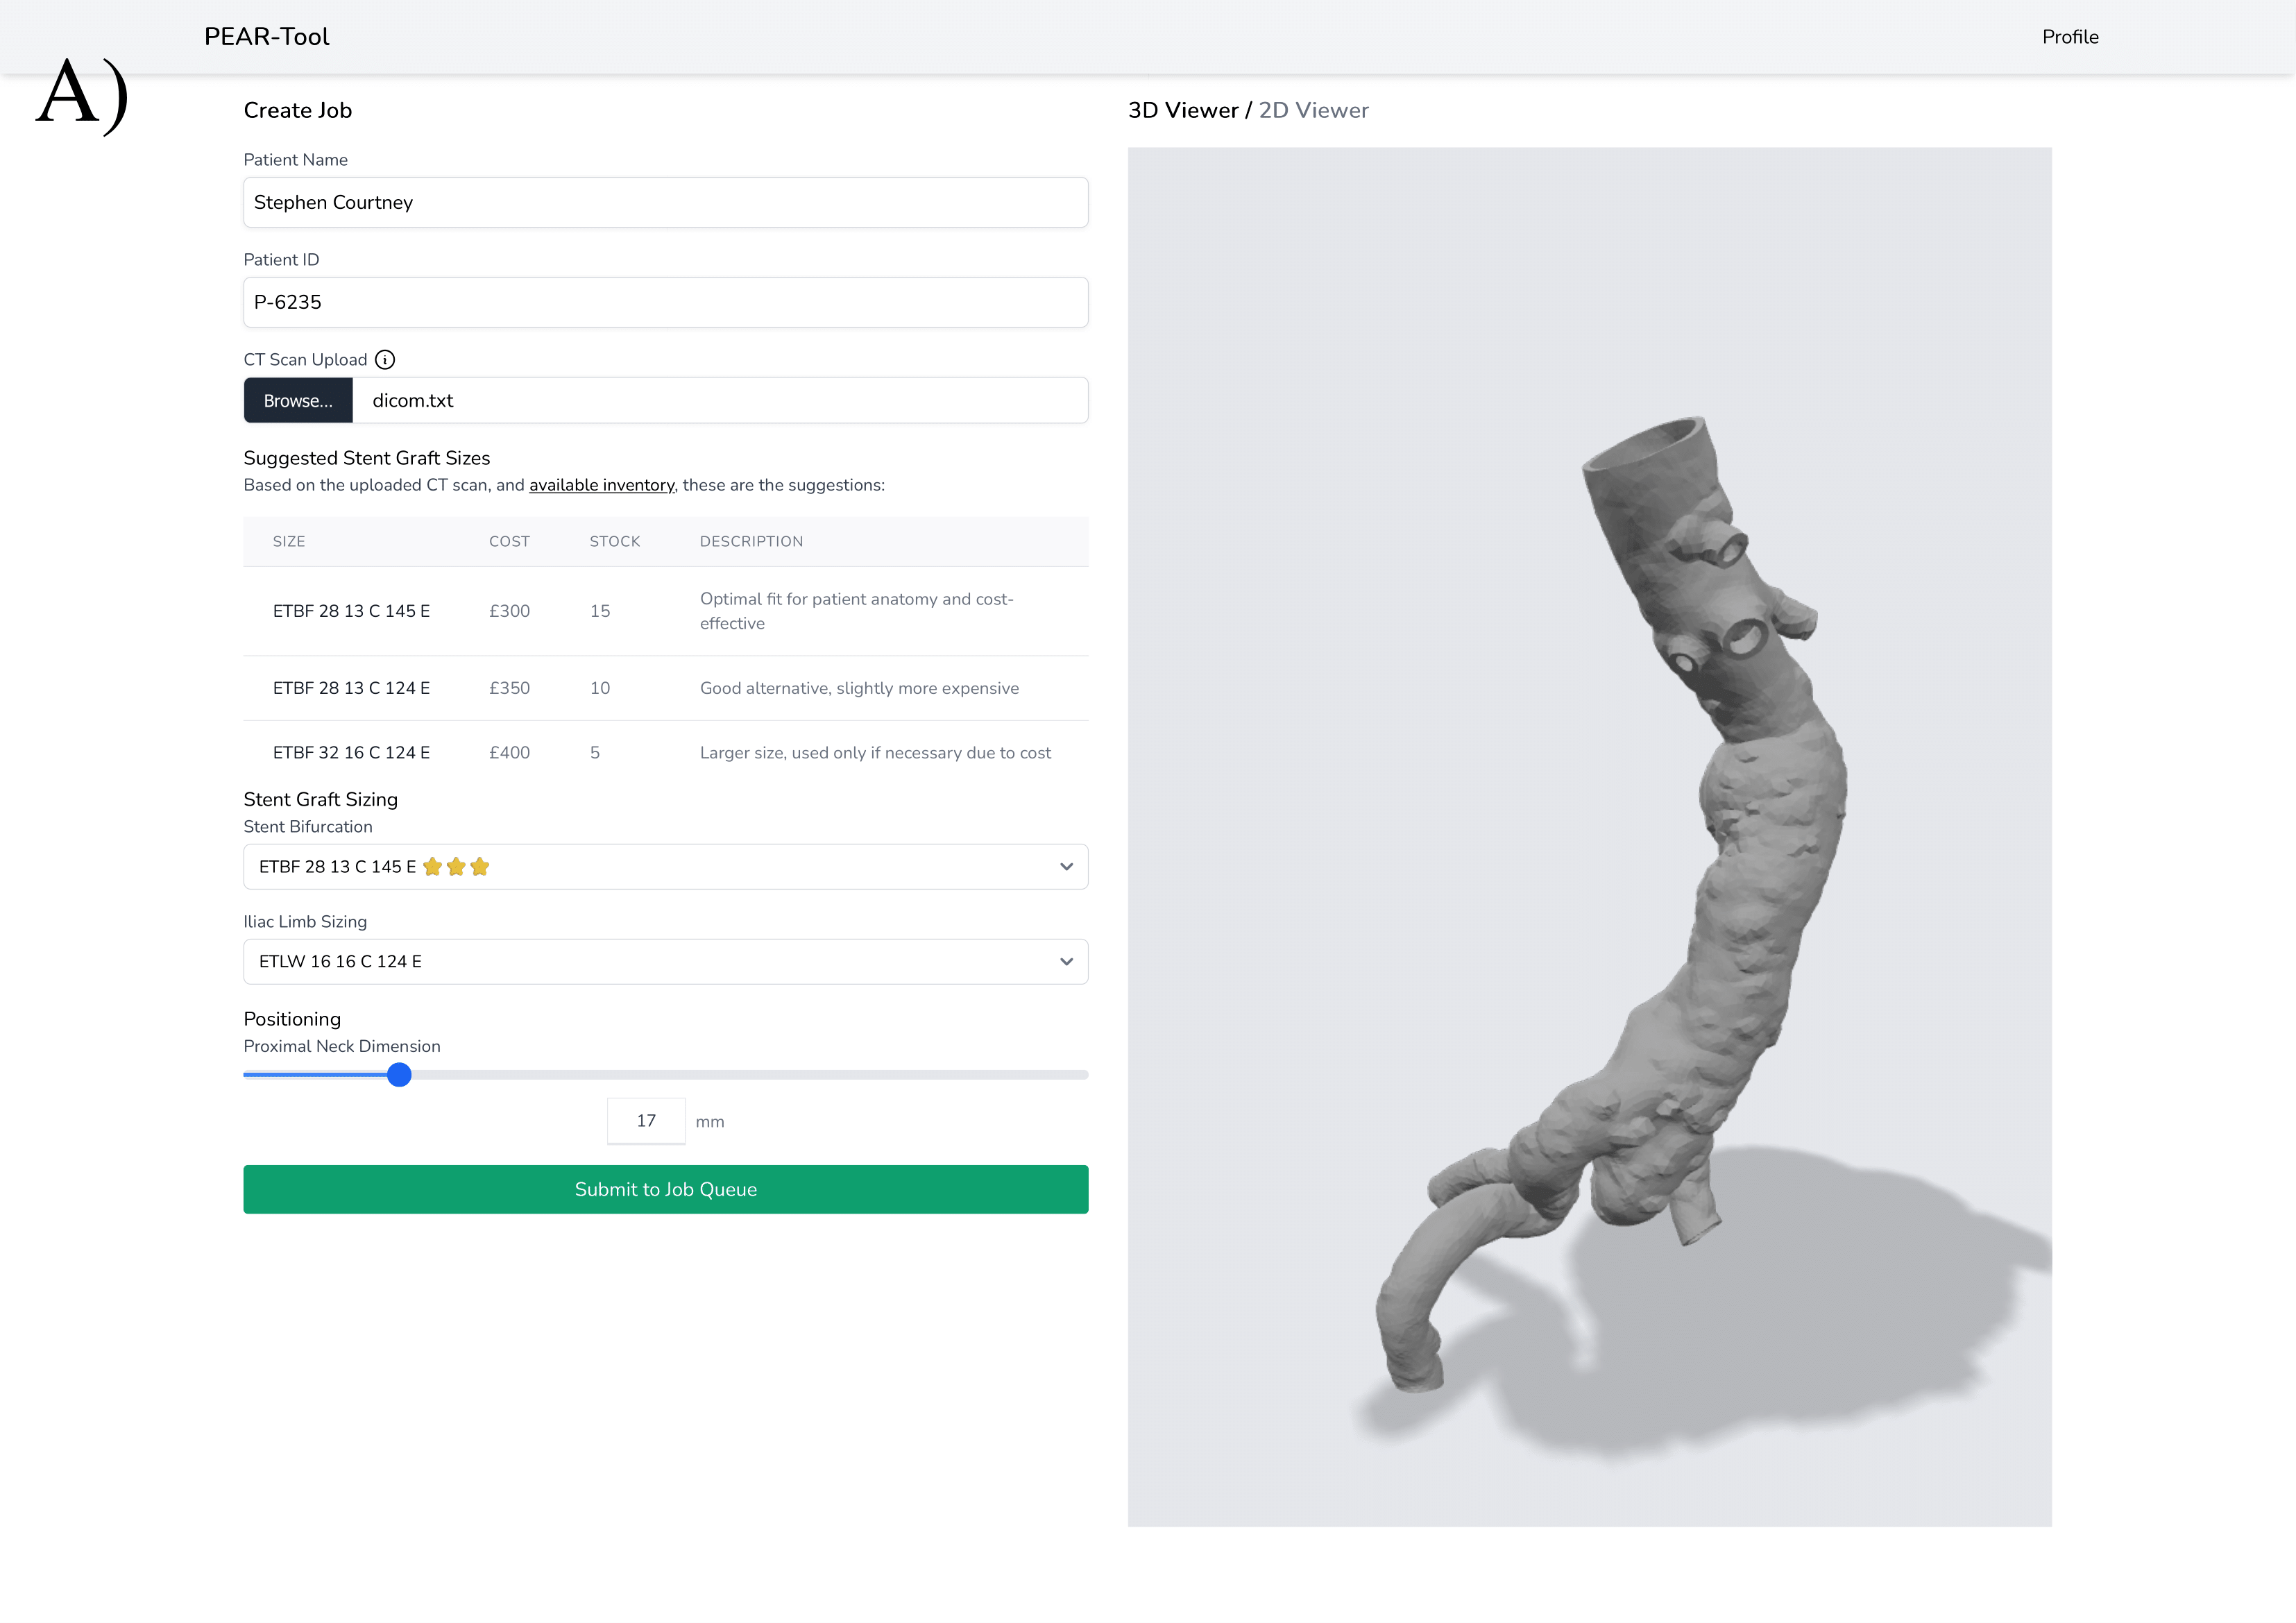 PEAR-Tool
Profile
A)
Create Job
Patient Name
Stephen Courtney
Patient ID
P-6235
CT Scan Upload
Browse... dicom.txt
Suggested Stent Graft Sizes
Based on the uploaded CT scan, and available inventory, these are the suggestions:
SIZE COST STOCK DESCRIPTION
ETBF 28 13 C 145 E £300 15 Optimal fit for patient anatomy and cost-
effective
ETBF 28 13 C 124 E £350 10 Good alternative, slightly more expensive
ETBF 32 16 C 124 E £400 5 Larger size, used only if necessary due to cost
Stent Graft Sizing
Stent Bifurcation
ETBF 28 13 C 145 E ⭐⭐⭐
Iliac Limb Sizing
ETLW 16 16 C 124 E
Positioning
Proximal Neck Dimension
17 mm
Submit to Job Queue
3D Viewer / 2D Viewer